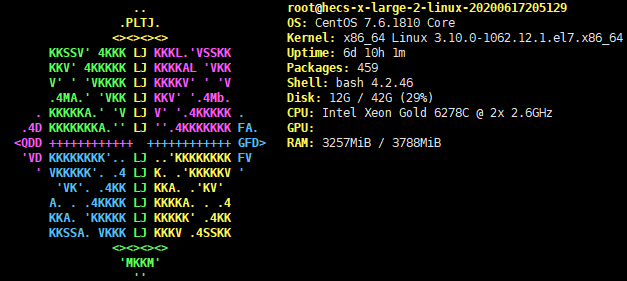 ..
.PLTJ.
<><><><>
KKSSV' 4KKK LJ KKKL.'VSSKK
KKV' 4KKKKK LJ KKKKAL 'VKK
V' ' 'VKKKK LJ KKKKV' ' 'V
.4MA.' 'VKK LJ KKV' '.4Mb.
. KKKKKA.' 'V LJ V' '.4KKKKK .
.4D KKKKKKKA.'' LJ ''.4KKKKKKK FA.
<QDD ++++++++++++ ++++++++++++ GFD>
'VD KKKKKKKK'.. LJ ..'KKKKKKKK FV
' VKKKKK'. .4 LJ K. .'KKKKKV '
'VK'. .4KK LJ KKA. .'KV'
A. . .4KKKK LJ KKKKA. . .4
KKA. 'KKKKK LJ KKKKK' .4KK
KKSSA. VKKK LJ KKKV .4SSKK
<><><><>
'MKKM'
''
root@hecs-x-large-2-linux-20200617205129
OS: CentOS 7.6.1810 Core
Kernel: x86_64 Linux 3.10.0-1062.12.1.el7.x86_64
Uptime: 6d 10h 1m
Packages: 459
Shell: bash 4.2.46
Disk: 12G / 42G (29%)
CPU: Intel Xeon Gold 6278C @ 2x 2.6GHz
GPU:
RAM: 3257MiB / 3788MiB